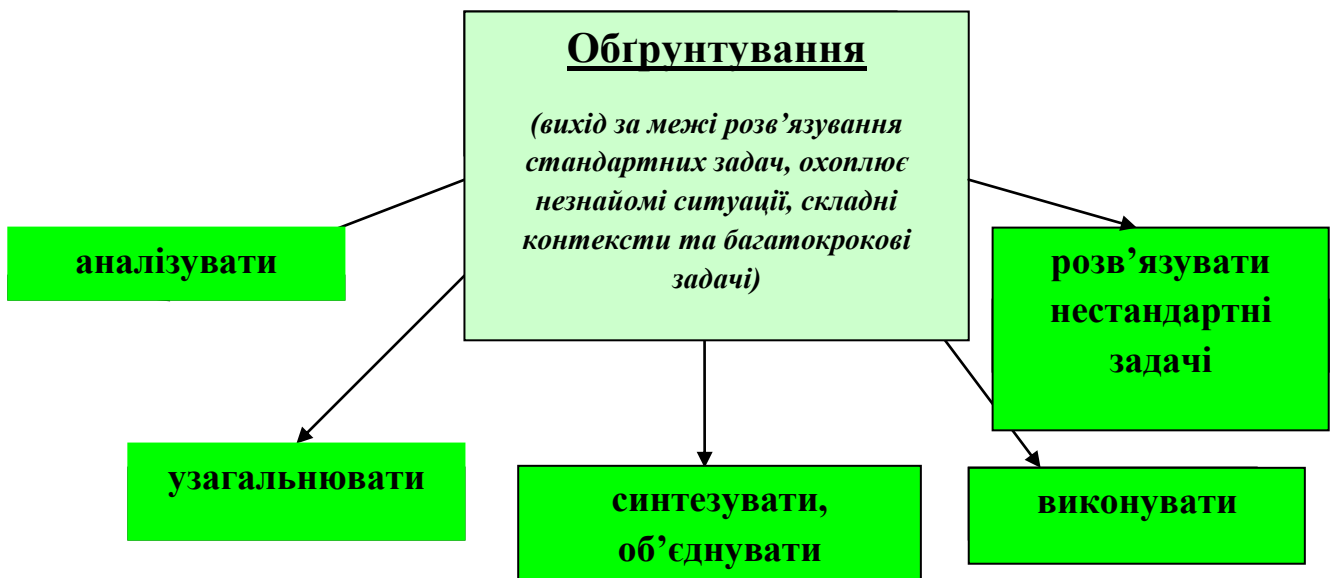 Обґрунтування
(вихід за межі розв’язування
стандартних задач, охоплює
незнайомі ситуації, складні
контексти та багатокрокові
задачі)
аналізувати
розв’язувати
нестандартні
задачі
узагальнювати
синтезувати,
об’єднувати
виконувати